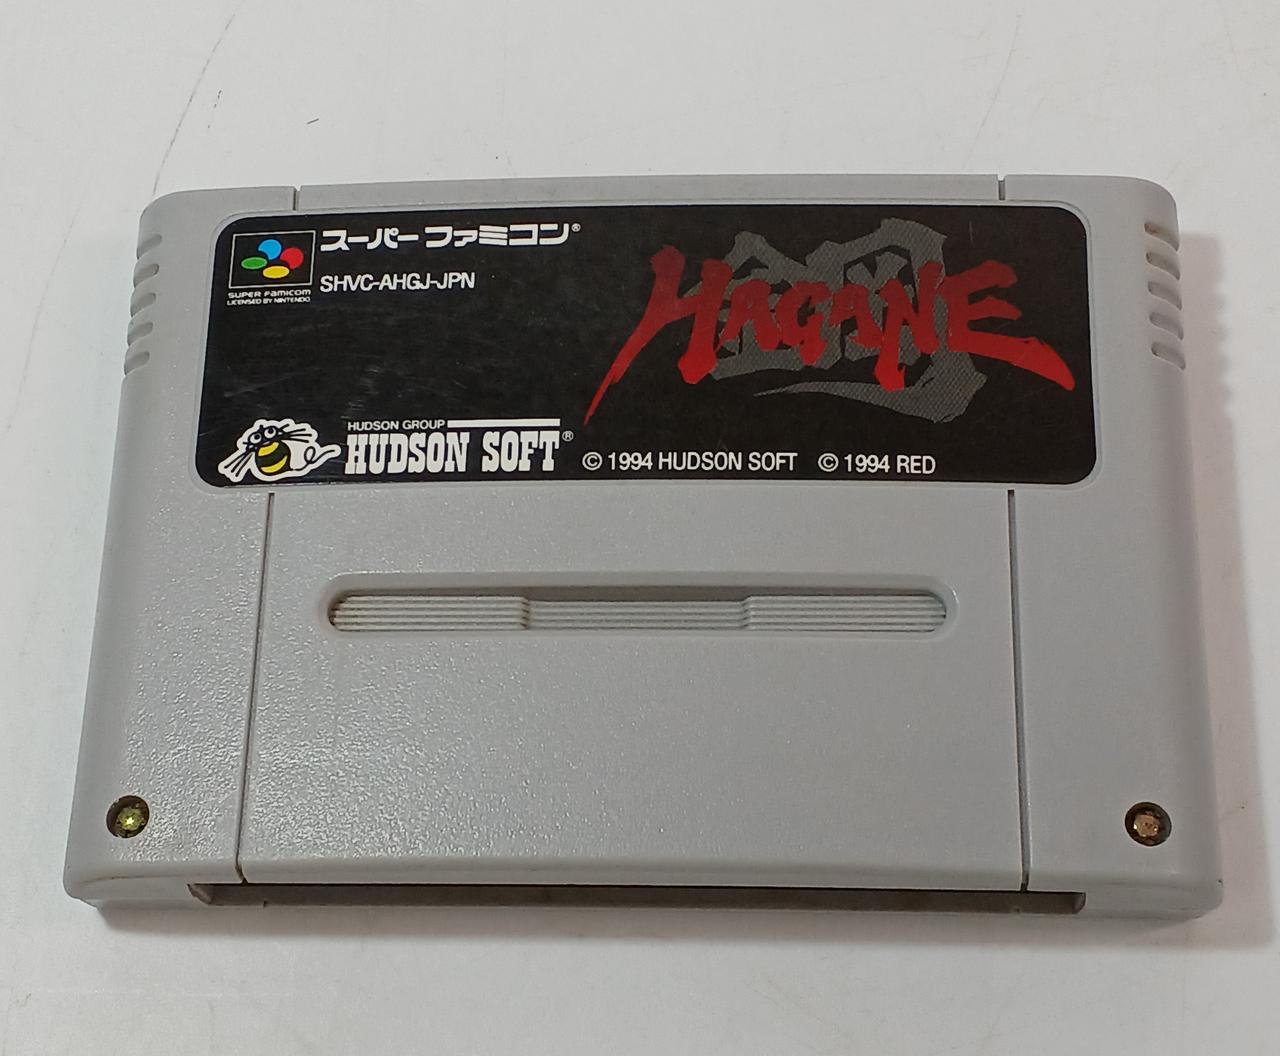 スーパーファミコン®
SUPER FAMICOM
LICENSED BY NINTENDO
SHVC-AHGJ-JPN
鋼
HAGANE
HUDSON GROUP
HUDSON SOFT®
© 1994 HUDSON SOFT © 1994 RED